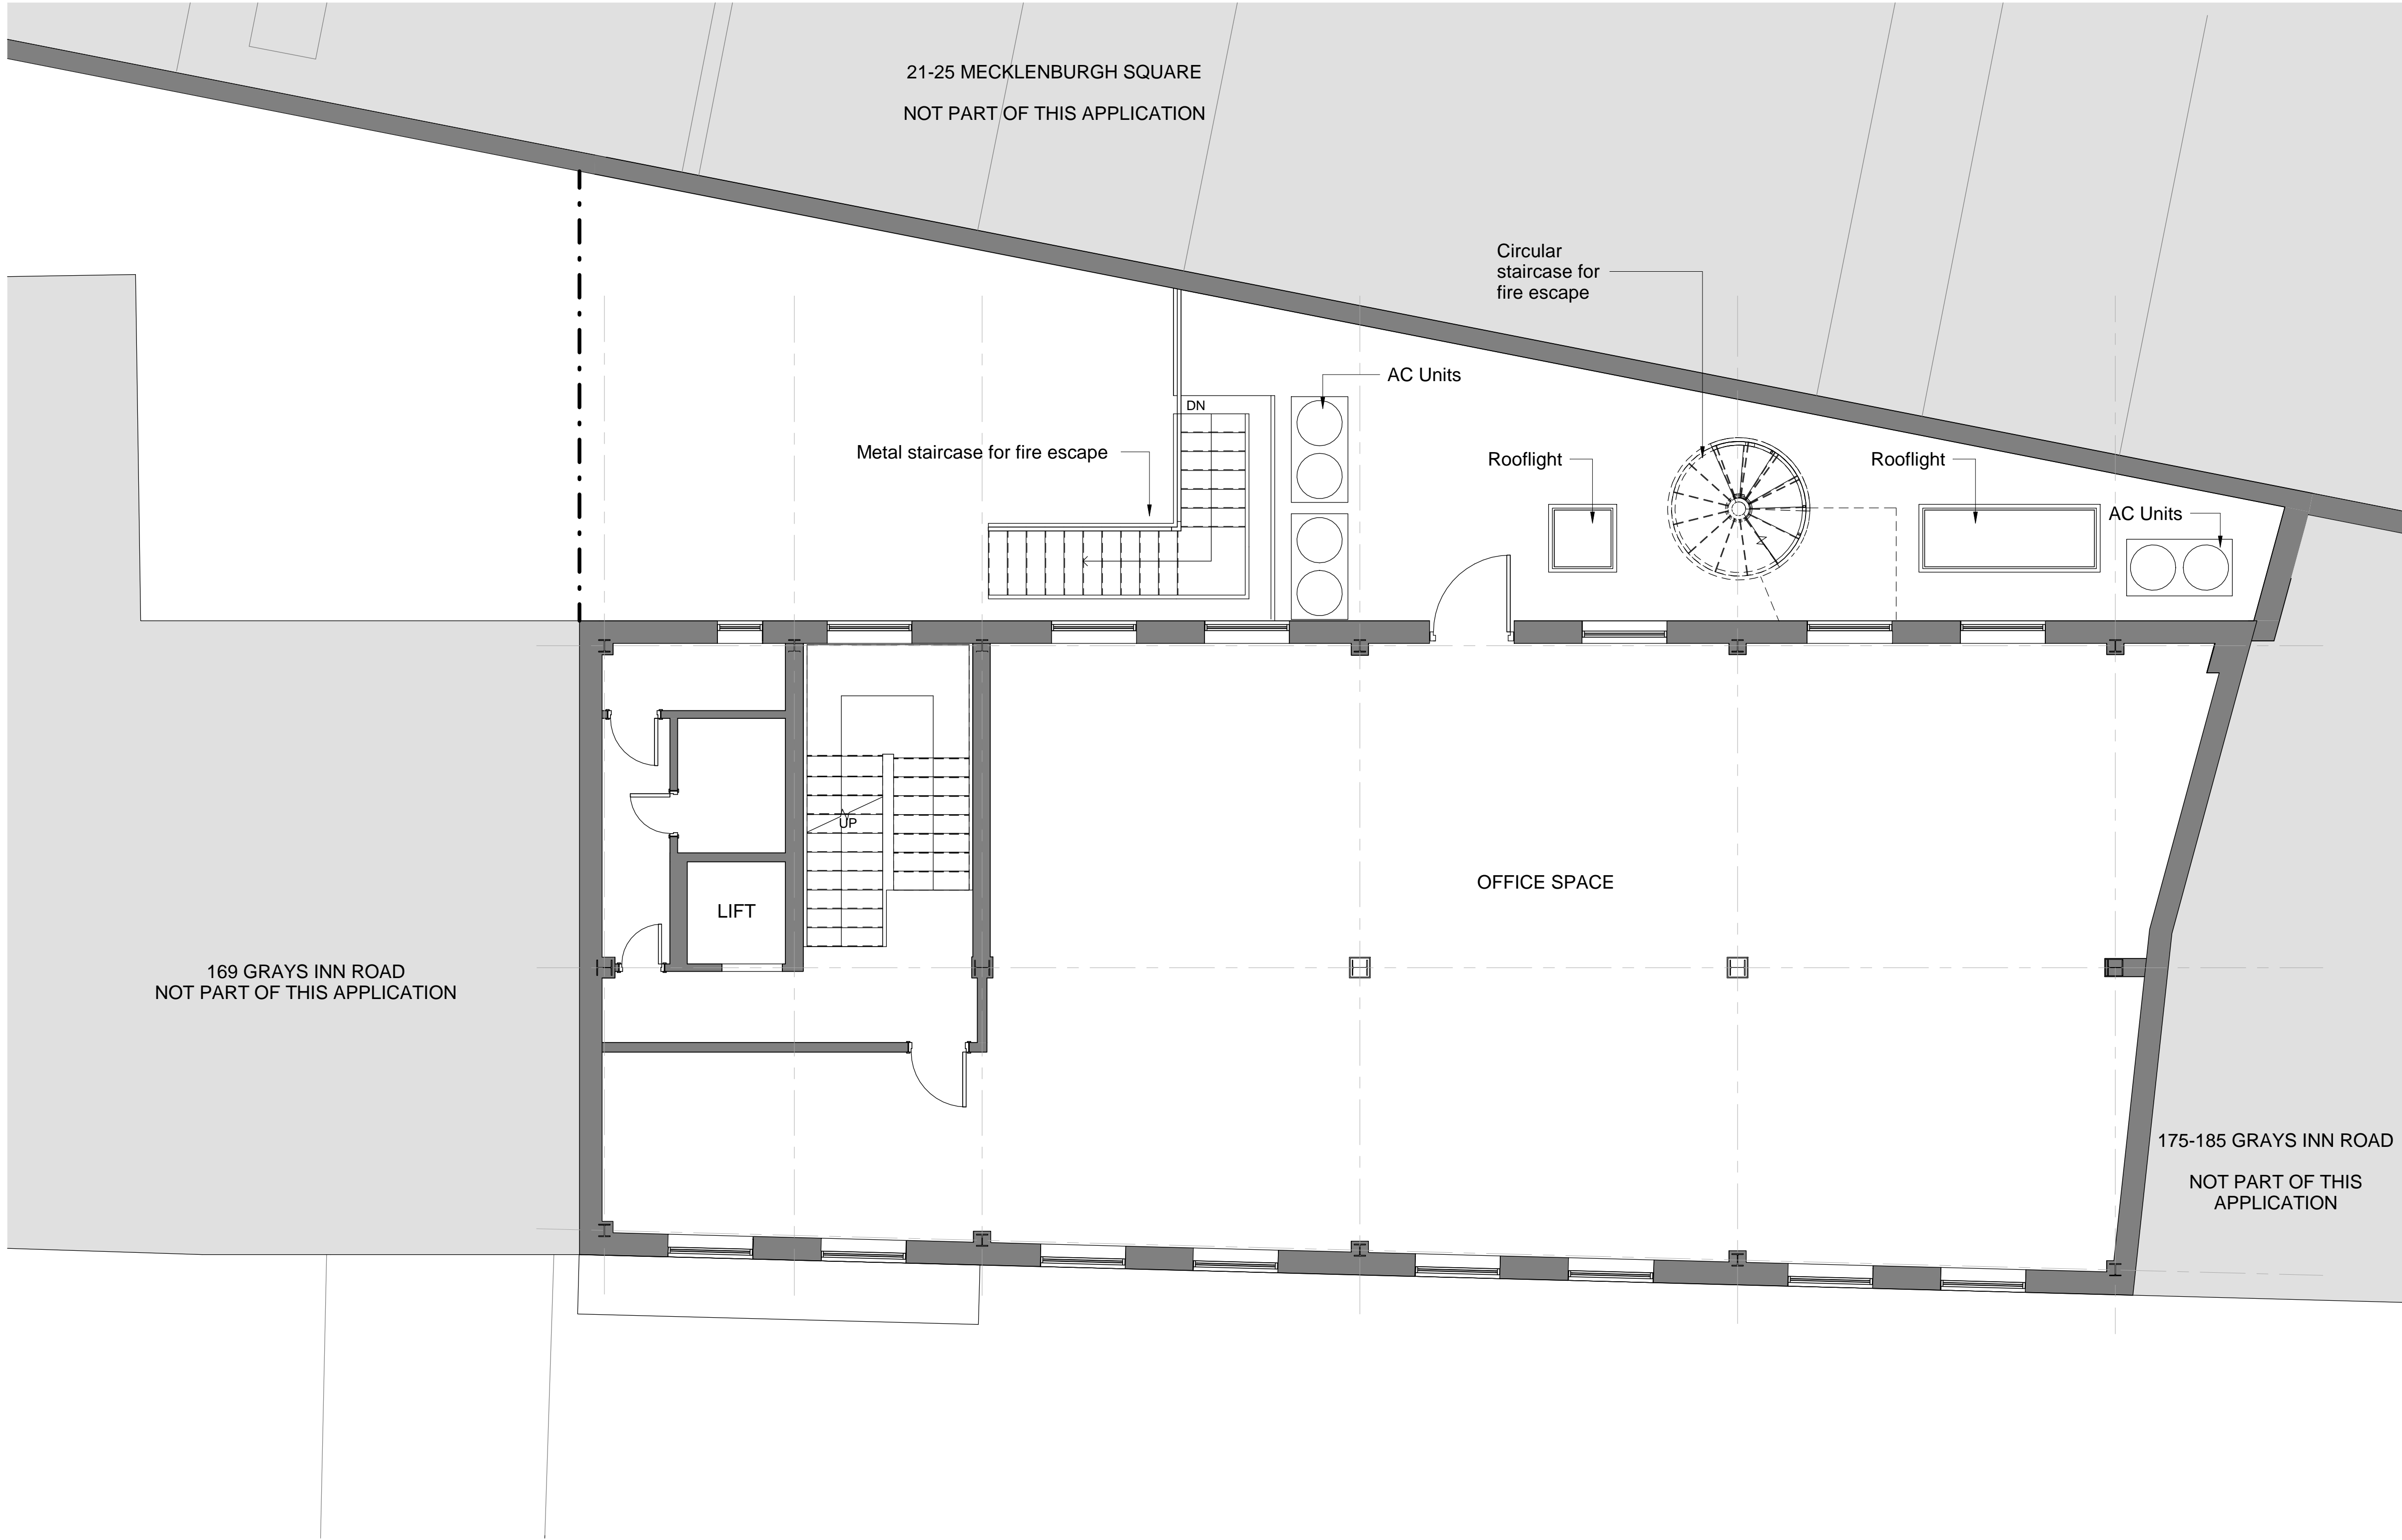 21-25 MECKLENBURGH SQUARE
NOT PART OF THIS APPLICATION
Circular
staircase for
fire escape
AC Units
DN
Metal staircase for fire escape
Rooflight
Rooflight
AC Units
UP
OFFICE SPACE
LIFT
169 GRAYS INN ROAD
NOT PART OF THIS APPLICATION
175-185 GRAYS INN ROAD
NOT PART OF THIS
APPLICATION